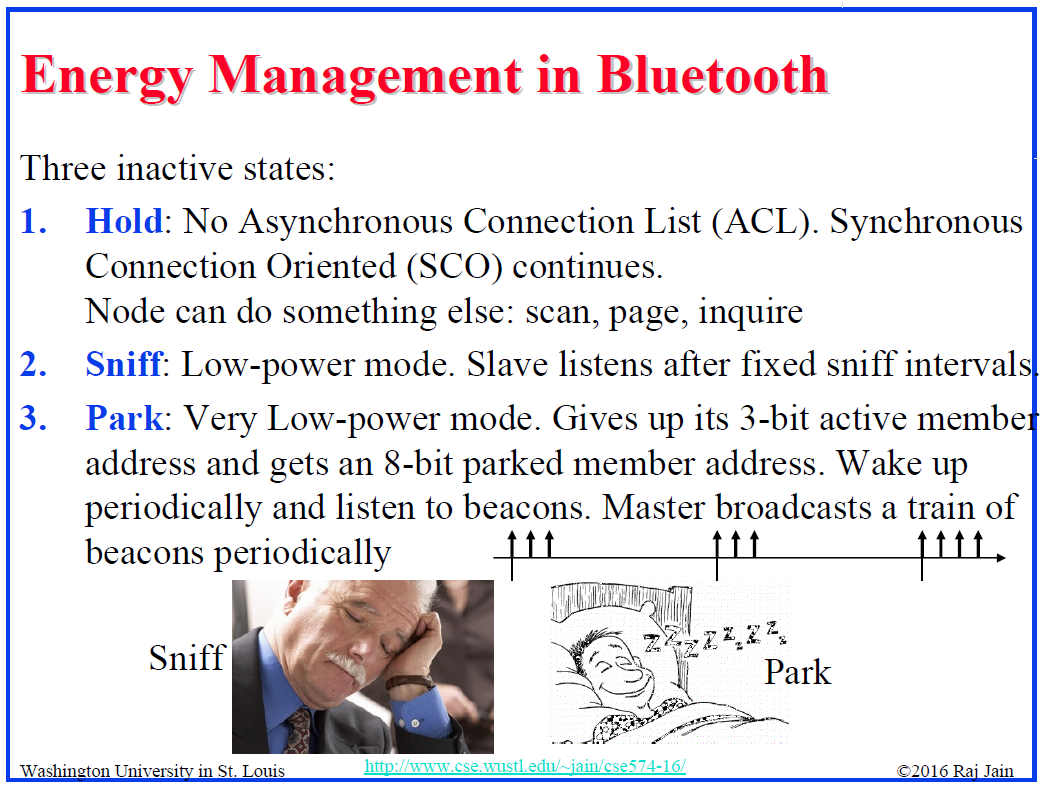 Energy Management in Bluetooth
Three inactive states:
1. Hold: No Asynchronous Connection List (ACL). Synchronous
Connection Oriented (SCO) continues.
Node can do something else: scan, page, inquire
2. Sniff: Low-power mode. Slave listens after fixed sniff intervals.
3. Park: Very Low-power mode. Gives up its 3-bit active member
address and gets an 8-bit parked member address. Wake up
periodically and listen to beacons. Master broadcasts a train of
beacons periodically
Sniff
z z z z z z z z z
Park
Washington University in St. Louis
http://www.cse.wustl.edu/~jain/cse574-16/
©2016 Raj Jain